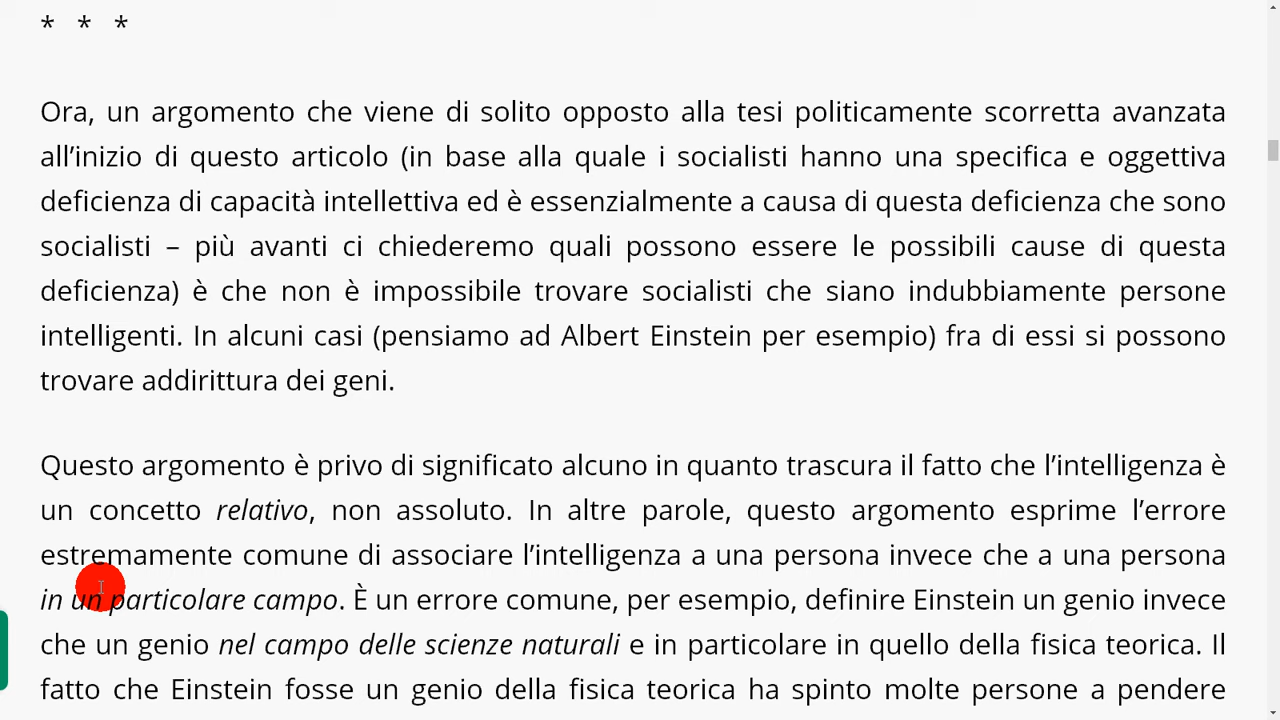 * * *
Ora, un argomento che viene di solito opposto alla tesi politicamente scorretta avanzata
all’inizio di questo articolo (in base alla quale i socialisti hanno una specifica e oggettiva
deficienza di capacità intellettiva ed è essenzialmente a causa di questa deficienza che sono
socialisti – più avanti ci chiederemo quali possono essere le possibili cause di questa
deficienza) è che non è impossibile trovare socialisti che siano indubbiamente persone
intelligenti. In alcuni casi (pensiamo ad Albert Einstein per esempio) fra di essi si possono
trovare addirittura dei geni.
Questo argomento è privo di significato alcuno in quanto trascura il fatto che l’intelligenza è
un concetto relativo, non assoluto. In altre parole, questo argomento esprime l’errore
estremamente comune di associare l’intelligenza a una persona invece che a una persona
in un particolare campo. È un errore comune, per esempio, definire Einstein un genio invece
che un genio nel campo delle scienze naturali e in particolare in quello della fisica teorica. Il
fatto che Einstein fosse un genio della fisica teorica ha spinto molte persone a pendere